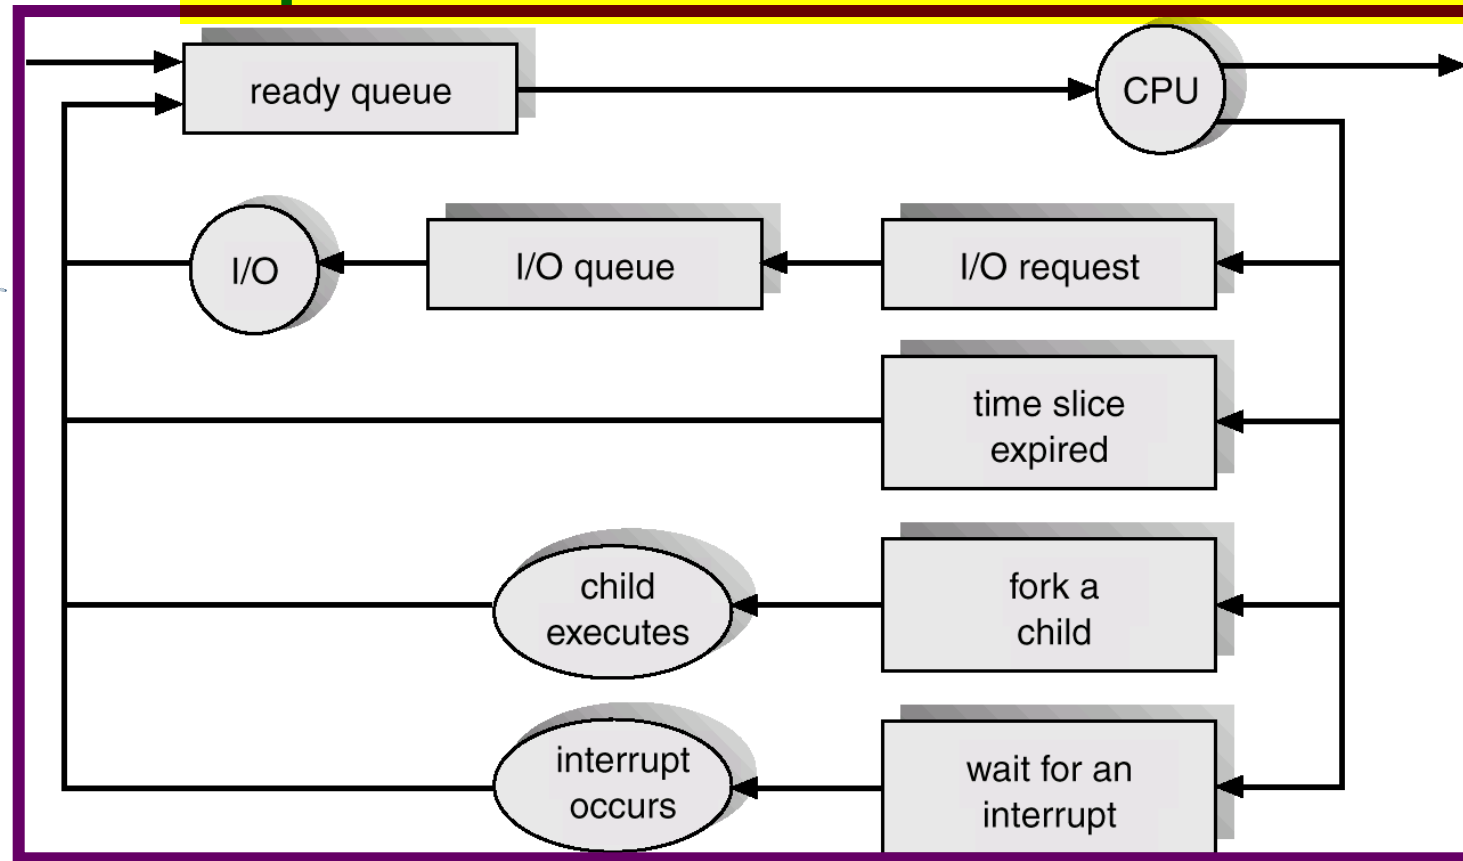 ready queue
CPU
I/O
I/O queue
I/O request
time slice
expired
child
executes
fork a
child
interrupt
occurs
wait for an
interrupt